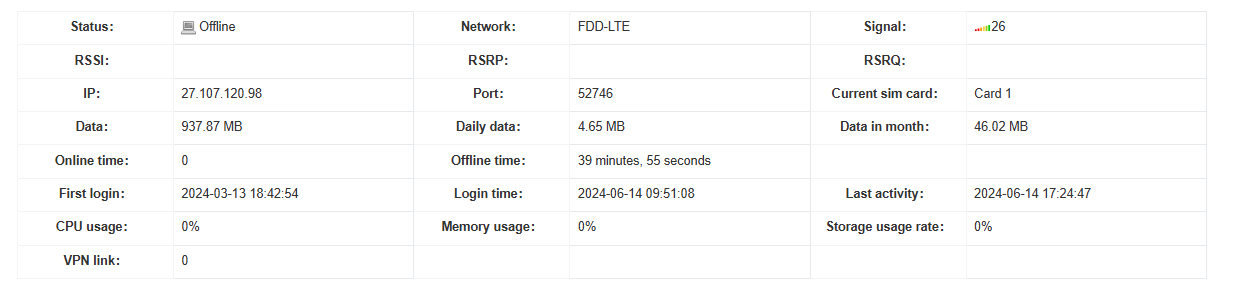 Status: Offline Network: FDD-LTE Signal: 26
RSSI: RSRP: RSRQ:
IP: 27.107.120.98 Port: 52746 Current sim card: Card 1
Data: 937.87 MB Daily data: 4.65 MB Data in month: 46.02 MB
Online time: 0 Offline time: 39 minutes, 55 seconds
First login: 2024-03-13 18:42:54 Login time: 2024-06-14 09:51:08 Last activity: 2024-06-14 17:24:47
CPU usage: 0% Memory usage: 0% Storage usage rate: 0%
VPN link: 0